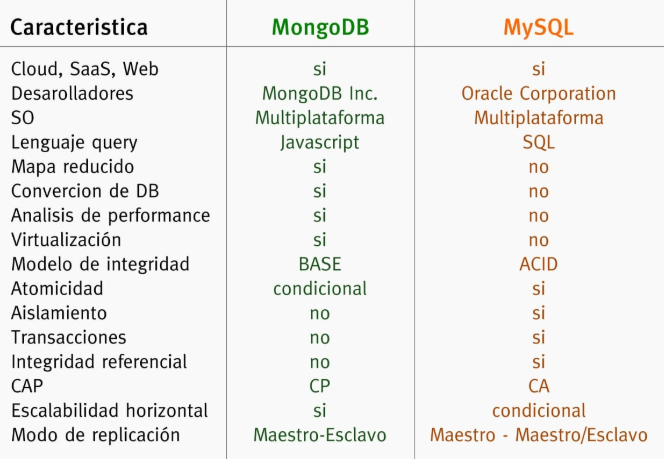 Caracteristica MongoDB MySQL
Cloud, SaaS, Web si si
Desarolladores MongoDB Inc. Oracle Corporation
SO Multiplataforma Multiplataforma
Lenguaje query Javascript SQL
Mapa reducido si no
Convercion de DB si no
Analisis de performance si no
Virtualización si no
Modelo de integridad BASE ACID
Atomicidad condicional si
Aislamiento no si
Transacciones no si
Integridad referencial no si
CAP CP CA
Escalabilidad horizontal si condicional
Modo de replicación Maestro-Esclavo Maestro - Maestro/Esclavo